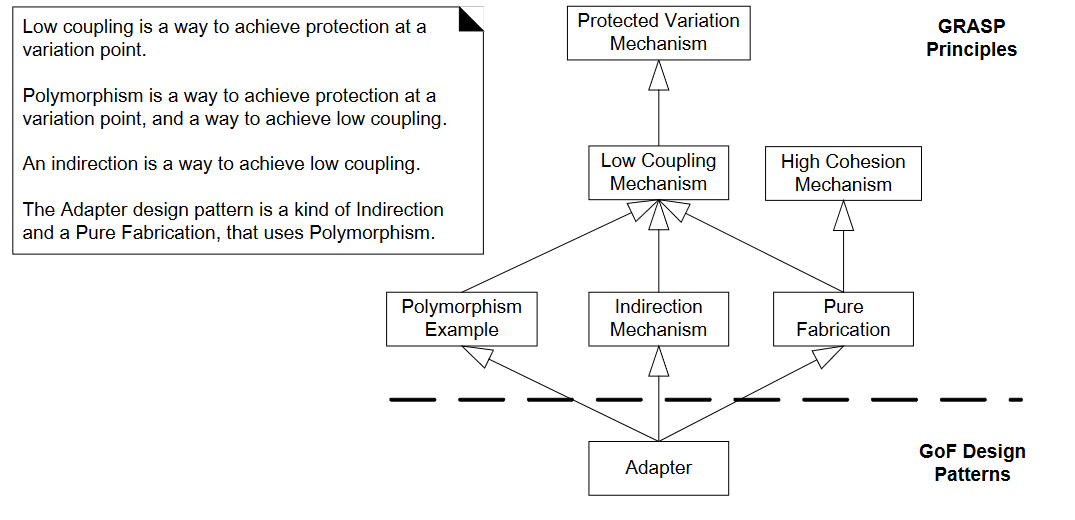 Low coupling is a way to achieve protection at a
variation point.
Polymorphism is a way to achieve protection at a
variation point, and a way to achieve low coupling.
An indirection is a way to achieve low coupling.
The Adapter design pattern is a kind of Indirection
and a Pure Fabrication, that uses Polymorphism.
Protected Variation
Mechanism
GRASP
Principles
Low Coupling
Mechanism
High Cohesion
Mechanism
Polymorphism
Example
Indirection
Mechanism
Pure
Fabrication
Adapter
GoF Design
Patterns